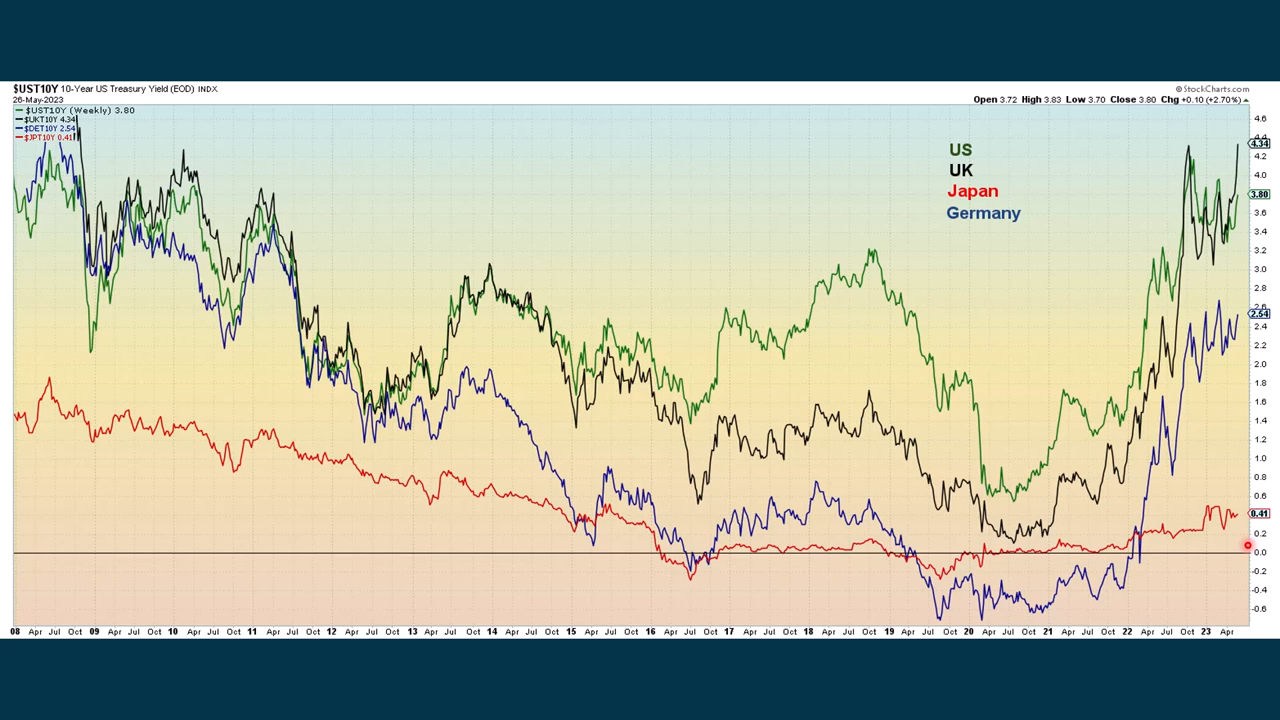 $UST10Y 10-Year US Treasury Yield (EOD) INDX
© StockCharts.com
26-May-2023
Open 3.72 High 3.83 Low 3.70 Close 3.80 Chg +0.10 (+2.70%)
$UST10Y (Weekly) 3.80
$UKT10Y 4.34
$DET10Y 2.54
$JPT10Y 0.41
US
UK
Japan
Germany
4.6
4.4
4.34
4.2
4.0
3.80
3.6
3.4
3.2
3.0
2.8
2.6
2.54
2.4
2.2
2.0
1.8
1.6
1.4
1.2
1.0
0.8
0.6
0.41
0.2
0.0
-0.2
-0.4
-0.6
08 Apr Jul Oct 09 Apr Jul Oct 10 Apr Jul Oct 11 Apr Jul Oct 12 Apr Jul Oct 13 Apr Jul Oct 14 Apr Jul Oct 15 Apr Jul Oct 16 Apr Jul Oct 17 Apr Jul Oct 18 Apr Jul Oct 19 Apr Jul Oct 20 Apr Jul Oct 21 Apr Jul Oct 22 Apr Jul Oct 23 Apr